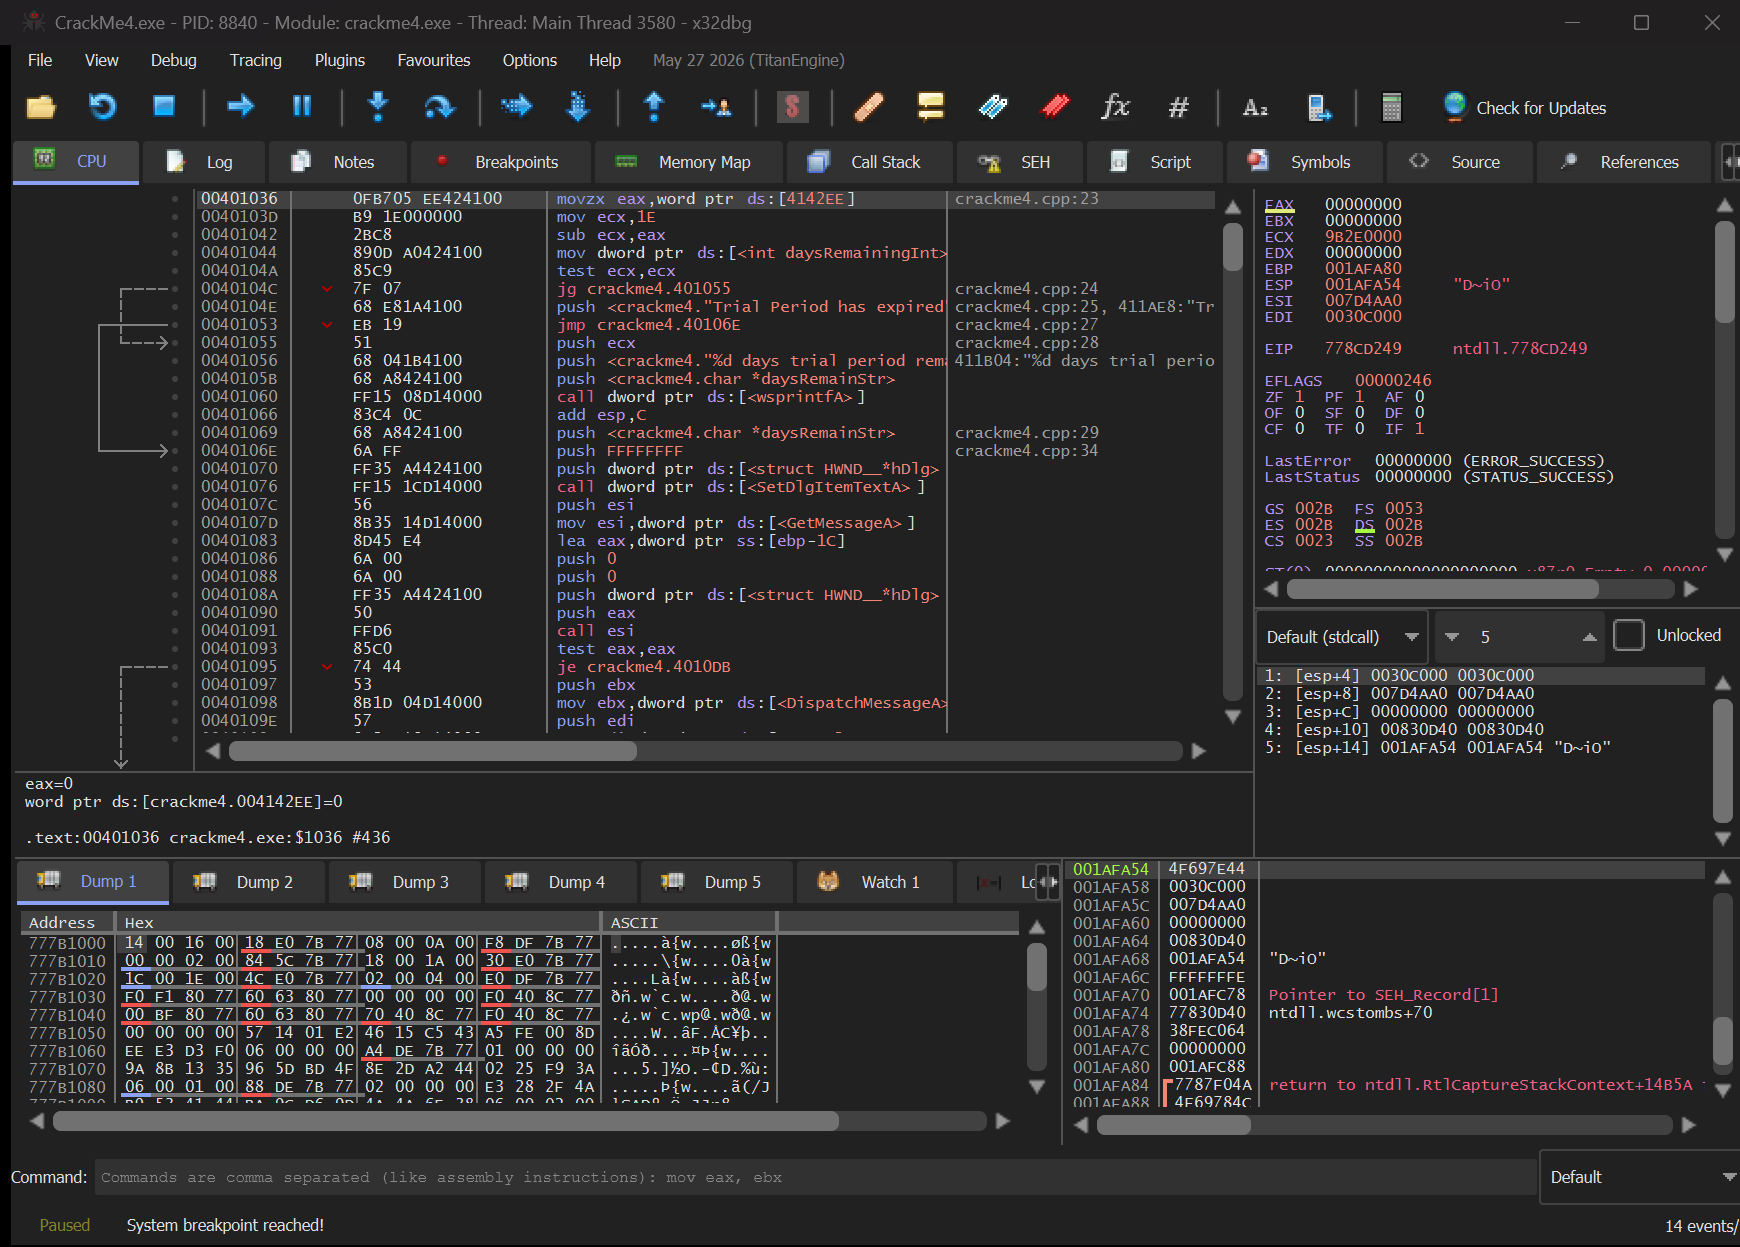 CrackMe4.exe - PID: 8840 - Module: crackme4.exe - Thread: Main Thread 3580 - x32dbg
File View Debug Tracing Plugins Favourites Options Help May 27 2026 (TitanEngine)
Check for Updates
CPU Log Notes Breakpoints Memory Map Call Stack SEH Script Symbols Source References
00401036 0FB705 EE424100 movzx eax,word ptr ds:[4142EE] crackme4.cpp:23
0040103D B9 1E000000 mov ecx,1E
00401042 2BC8 sub ecx,eax
00401044 890D A0424100 mov dword ptr ds:[<int daysRemainingInt>
0040104A 85C9 test ecx,ecx
0040104C 7F 07 jg crackme4.401055 crackme4.cpp:24
0040104E 68 E81A4100 push <crackme4."Trial Period has expired" crackme4.cpp:25, 411AE8:"Tr
00401053 EB 19 jmp crackme4.40106E crackme4.cpp:27
00401055 51 push ecx crackme4.cpp:28
00401056 68 041B4100 push <crackme4."%d days trial period rem 411B04:"%d days trial perio
0040105B 68 A8424100 push <crackme4.char *daysRemainStr>
00401060 FF15 08D14000 call dword ptr ds:[<wsprintfA>]
00401066 83C4 0C add esp,C
00401069 68 A8424100 push <crackme4.char *daysRemainStr> crackme4.cpp:29
0040106E 6A FF push FFFFFFFF crackme4.cpp:34
00401070 FF35 A4424100 push dword ptr ds:[<struct HWND__*hDlg>
00401076 FF15 1CD14000 call dword ptr ds:[<SetDlgItemTextA>]
0040107C 56 push esi
0040107D 8B35 14D14000 mov esi,dword ptr ds:[<GetMessageA>]
00401083 8D45 E4 lea eax,dword ptr ss:[ebp-1C]
00401086 6A 00 push 0
00401088 6A 00 push 0
0040108A FF35 A4424100 push dword ptr ds:[<struct HWND__*hDlg>
00401090 50 push eax
00401091 FFD6 call esi
00401093 85C0 test eax,eax
00401095 74 44 je crackme4.4010DB
00401097 53 push ebx
00401098 8B1D 04D14000 mov ebx,dword ptr ds:[<DispatchMessageA>
0040109E 57 push edi
EAX 00000000
EBX 00000000
ECX 9B2E0000
EDX 00000000
EBP 001AFA80
ESP 001AFA54 "D~iO"
ESI 007D4AA0
EDI 0030C000
EIP 778CD249 ntdll.778CD249
EFLAGS 00000246
ZF 1 PF 1 AF 0
OF 0 SF 0 DF 0
CF 0 TF 0 IF 1
LastError 00000000 (ERROR_SUCCESS)
LastStatus 00000000 (STATUS_SUCCESS)
GS 002B FS 0053
ES 002B DS 002B
CS 0023 SS 002B
Default (stdcall) 5 Unlocked
1: [esp+4] 0030C000 0030C000
2: [esp+8] 007D4AA0 007D4AA0
3: [esp+C] 00000000 00000000
4: [esp+10] 00830D40 00830D40
5: [esp+14] 001AFA54 001AFA54 "D~iO"
eax=0
word ptr ds:[crackme4.004142EE]=0
.text:00401036 crackme4.exe:$1036 #436
Dump 1 Dump 2 Dump 3 Dump 4 Dump 5 Watch 1 Lo
Address Hex ASCII
777B1000 14 00 16 00 18 E0 7B 77 08 00 0A 00 F8 DF 7B 77 .....à{w....øß{w
777B1010 00 00 02 00 84 5C 7B 77 18 00 1A 00 30 E0 7B 77 .....\{w....0à{w
777B1020 1C 00 1E 00 4C E0 7B 77 02 00 04 00 E0 DF 7B 77 ....Là{w....àß{w
777B1030 F0 F1 80 77 60 63 80 77 00 00 00 00 F0 40 8C 77 ðñ.w`c.w....ð@.w
777B1040 00 BF 80 77 60 63 80 77 70 40 8C 77 F0 40 8C 77 .¿.w`c.wp@.wð@.w
777B1050 00 00 00 00 57 14 01 E2 46 15 C5 43 A5 FE 00 8D ....W..âF.ÅC¥þ..
777B1060 EE E3 D3 F0 06 00 00 00 A4 DE 7B 77 01 00 00 00 îãÓð....¤Þ{w....
777B1070 9A 8B 13 35 96 5D BD 4F 8E 2D A2 44 02 25 F9 3A ...5.]½O.-¢D.%ù:
777B1080 06 00 01 00 88 DE 7B 77 02 00 00 00 E3 28 2F 4A .....Þ{w....ã(/J
001AFA54 4F697E44
001AFA58 0030C000
001AFA5C 007D4AA0
001AFA60 00000000
001AFA64 00830D40
001AFA68 001AFA54 "D~iO"
001AFA6C FFFFFFFE
001AFA70 001AFC78 Pointer to SEH_Record[1]
001AFA74 77830D40 ntdll.wcstombs+70
001AFA78 38FEC064
001AFA7C 00000000
001AFA80 001AFC88
001AFA84 7787F04A return to ntdll.RtlCaptureStackContext+14B5A
001AFA88 4E69784C
Command: Commands are comma separated (like assembly instructions): mov eax, ebx Default
Paused System breakpoint reached! 14 events/